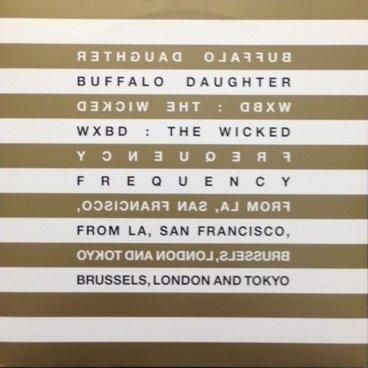 BUFFALO DAUGHTER
BUFFALO DAUGHTER
WXBD : THE WICKED
WXBD : THE WICKED
FREQUENCY
FREQUENCY
FROM LA, SAN FRANCISCO,
FROM LA, SAN FRANCISCO,
BRUSSELS, LONDON AND TOKYO
BRUSSELS, LONDON AND TOKYO